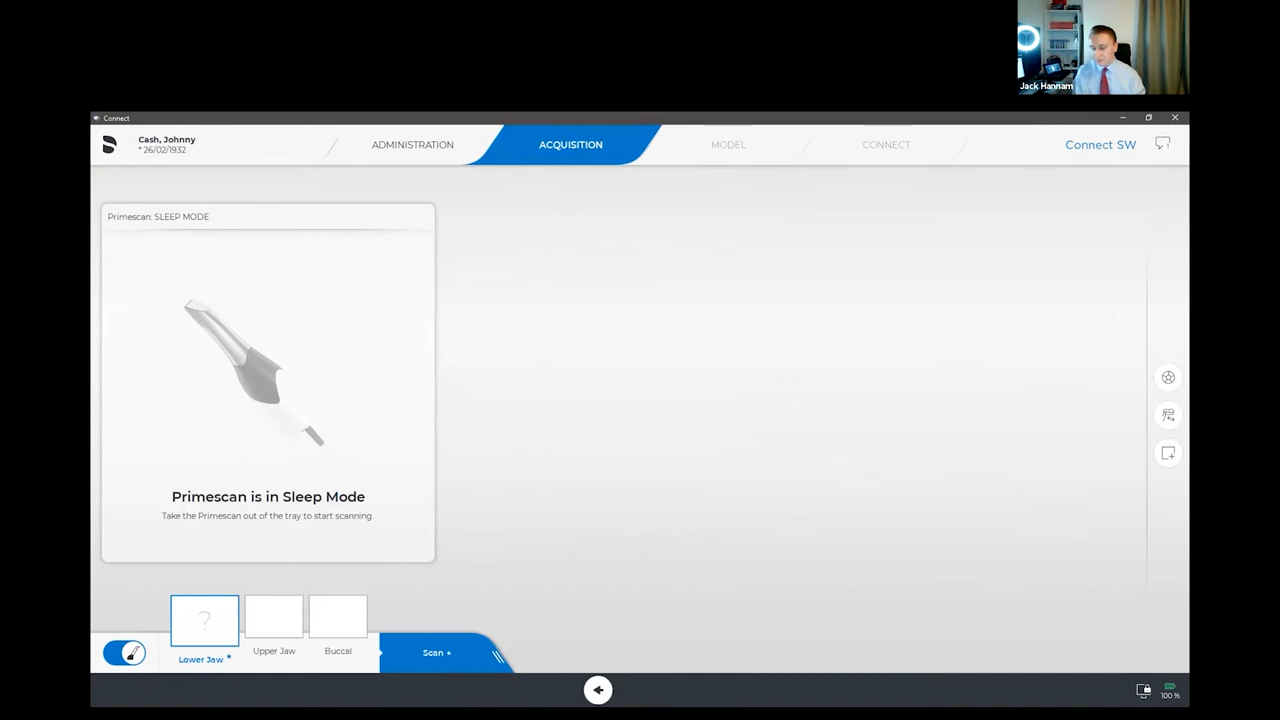 Jack Hannam
Connect
Cash, Johnny
* 26/02/1932
ADMINISTRATION
ACQUISITION
MODEL
CONNECT
Connect SW
Primescan: SLEEP MODE
Primescan is in Sleep Mode
Take the Primescan out of the tray to start scanning.
?
Lower Jaw *
Upper Jaw
Buccal
Scan
100 %